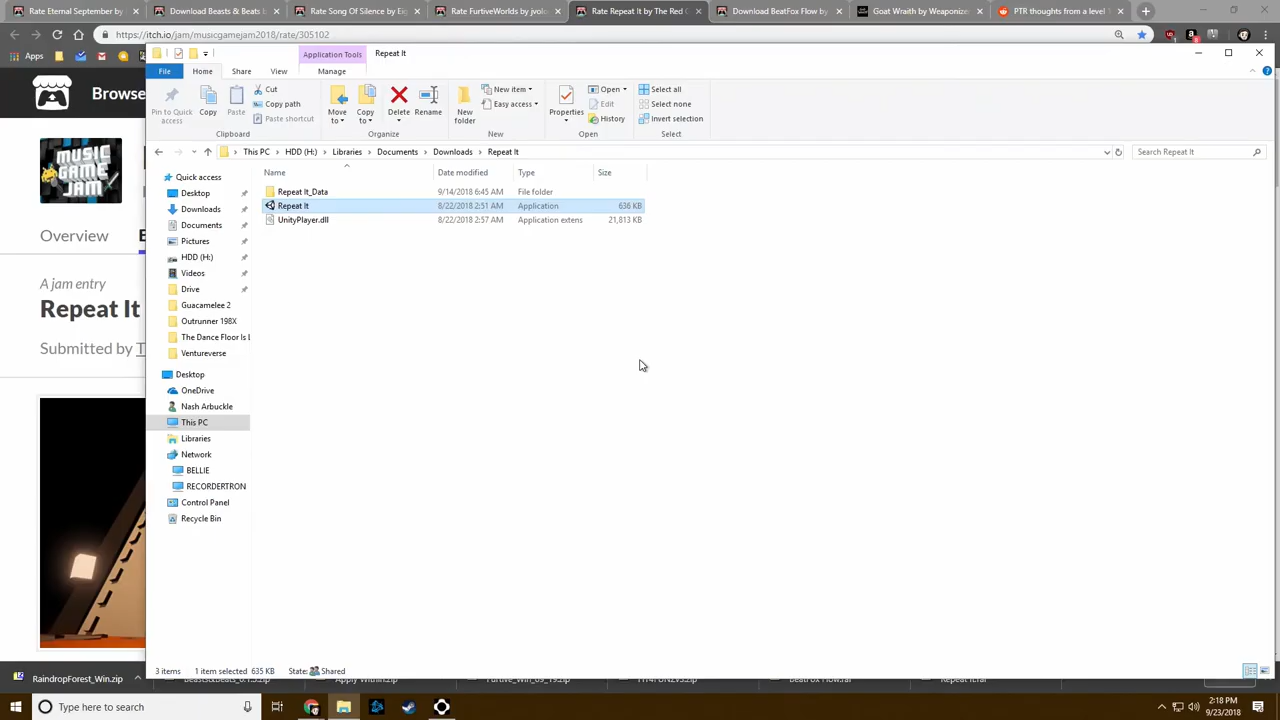 Rate Eternal September by
Download Beasts & Beats b
Rate Song Of Silence by Eig
Rate FurtiveWorlds by jvolo
Rate Repeat It by The Red C
Download BeatFox Flow by
Goat Wraith by Weaponize
PTR thoughts from a level 1
https://itch.io/jam/musicgamejam2018/rate/305102
Application Tools
Repeat It
Apps
File
Home
Share
View
Manage
Pin to Quick access
Copy
Paste
Cut
Copy path
Paste shortcut
Move to
Copy to
Delete
Rename
New folder
New item
Easy access
Properties
Open
Edit
History
Select all
Select none
Invert selection
Clipboard
Organize
New
Open
Select
Browse
This PC
HDD (H:)
Libraries
Documents
Downloads
Repeat It
Search Repeat It
Name
Date modified
Type
Size
Repeat It_Data
9/14/2018 6:45 AM
File folder
Repeat It
8/22/2018 2:51 AM
Application
636 KB
UnityPlayer.dll
8/22/2018 2:57 AM
Application extens
21,813 KB
Quick access
Desktop
Downloads
Documents
Pictures
HDD (H:)
Videos
Drive
Guacamelee 2
Outrunner 198X
The Dance Floor Is L
Ventureverse
Desktop
OneDrive
Nash Arbuckle
This PC
Libraries
Network
BELLIE
RECORDERTRON
Control Panel
Recycle Bin
MUSIC
GAME
JAM
Overview
A jam entry
Repeat It
Submitted by T
3 items
1 item selected 635 KB
State:
Shared
RaindropForest_Win.zip
Type here to search
2:18 PM
9/23/2018